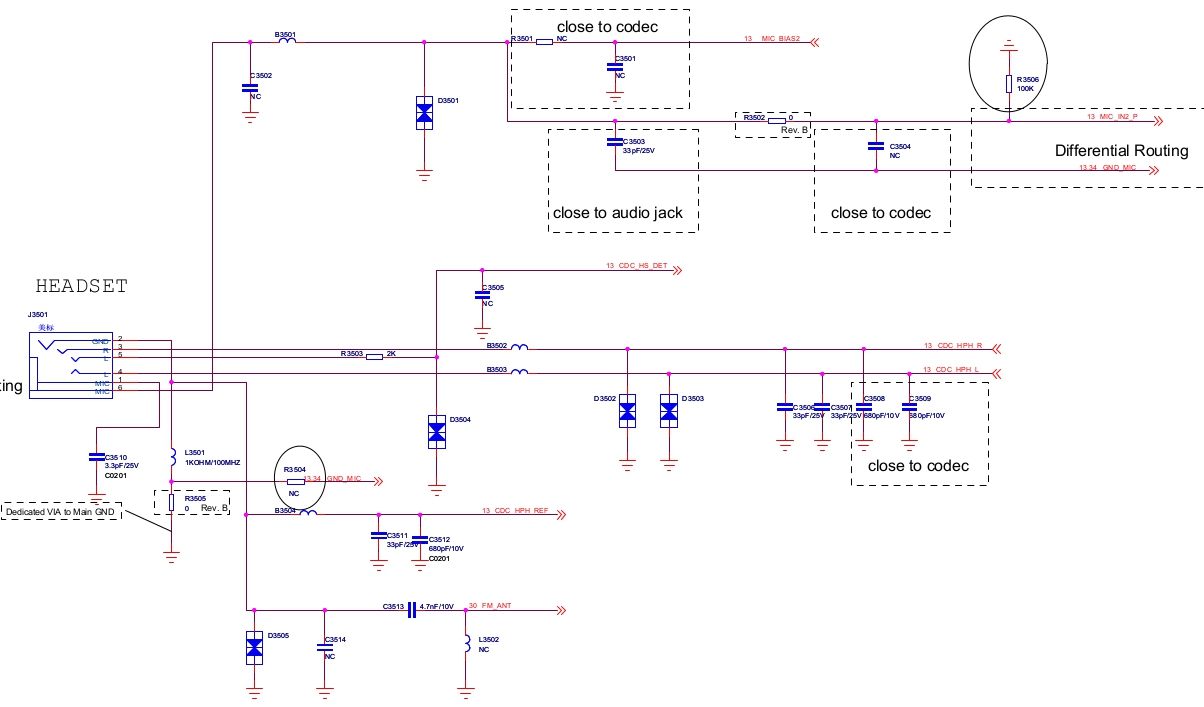 close to codec
B3501
R3501 NC
13 MIC_BIAS2
C3501
NC
C3502
NC
D3501
R3506
100K
R3502 0
Rev. B
13 MIC_IN2_P
C3503
33pF/25V
C3504
NC
Differential Routing
13,34 GND_MIC
close to audio jack
close to codec
13 CDC_HS_DET
HEADSET
C3505
NC
J3501
美标
GND 2
R 3
L 5
L 4
MIC 1
MIC 6
ting
R3503 2K
B3502
13 CDC_HPH_R
B3503
13 CDC_HPH_L
D3502
D3503
C3506
33pF/25V
C3507
33pF/25V
C3508
680pF/10V
C3509
680pF/10V
D3504
close to codec
C3510
3.3pF/25V
C0201
L3501
1KOHM/100MHZ
R3504
13,34 GND_MIC
NC
R3505
0 Rev. B
Dedicated VIA to Main GND
B3504
13 CDC_HPH_REF
C3511
33pF/25V
C3512
680pF/10V
C0201
C3513 4.7nF/10V
30 FM_ANT
D3505
C3514
NC
L3502
NC